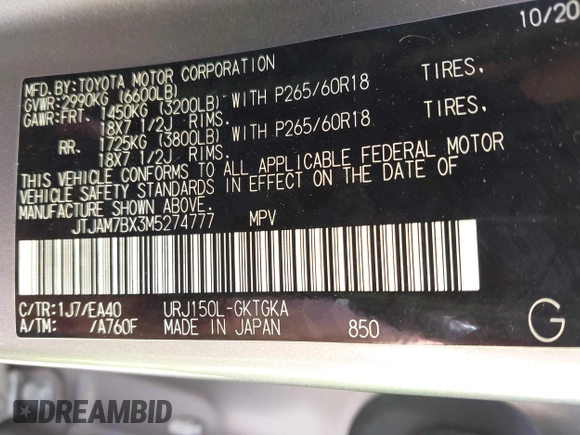 10/20
MFD.BY:TOYOTA MOTOR CORPORATION
GVWR:2990KG (6600LB)
GAWR:FRT. 1450KG (3200LB) WITH P265/60R18 TIRES,
18X7 1/2J RIMS.
RR. 1725KG (3800LB) WITH P265/60R18 TIRES,
18X7 1/2J RIMS.
THIS VEHICLE CONFORMS TO ALL APPLICABLE FEDERAL MOTOR
VEHICLE SAFETY STANDARDS IN EFFECT ON THE DATE OF
MANUFACTURE SHOWN ABOVE.
JTJAM7BX3M5274777 MPV
C/TR:1J7/EA40 URJ150L-GKTGKA
A/TM: /A760F MADE IN JAPAN 850 G
DREAMBID